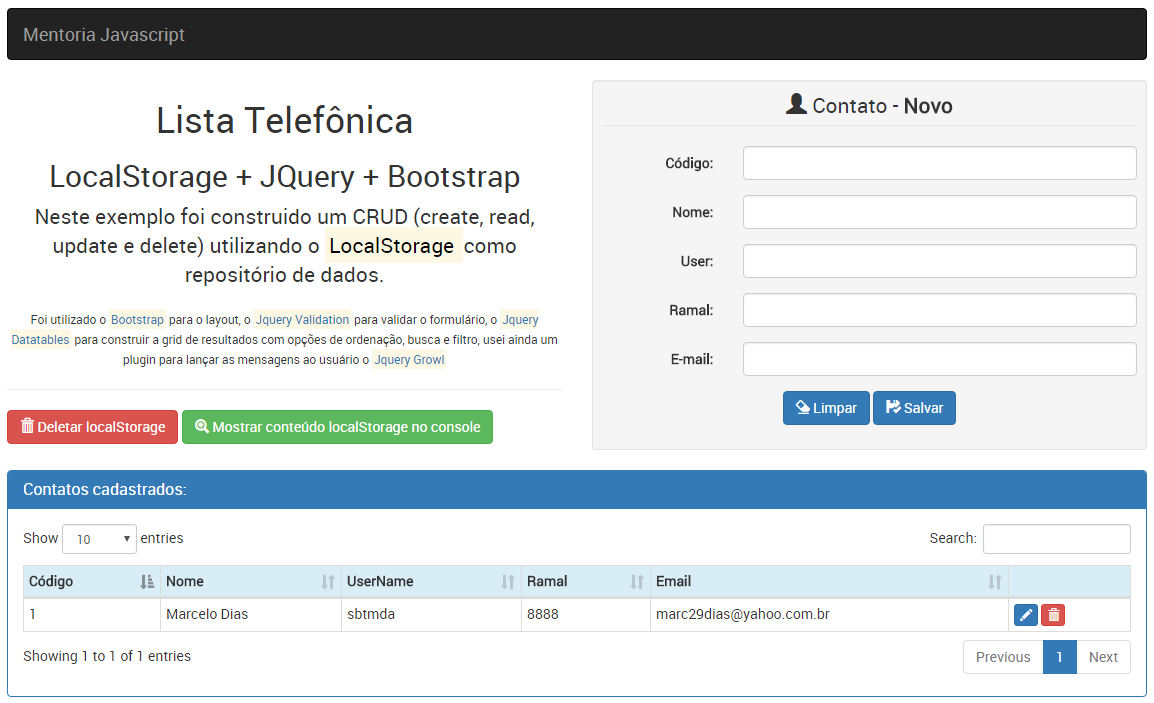 Mentoria Javascript
Lista Telefônica
LocalStorage + JQuery + Bootstrap
Neste exemplo foi construido um CRUD (create, read,
update e delete) utilizando o LocalStorage como
repositório de dados.
Foi utilizado o Bootstrap para o layout, o Jquery Validation para validar o formulário, o Jquery
Datatables para construir a grid de resultados com opções de ordenação, busca e filtro, usei ainda um
plugin para lançar as mensagens ao usuário o Jquery Growl
Deletar localStorage Mostrar conteúdo localStorage no console
Contato - Novo
Código:
Nome:
User:
Ramal:
E-mail:
Limpar Salvar
Contatos cadastrados:
Show 10 entries Search:
Código Nome UserName Ramal Email
1 Marcelo Dias sbtmda 8888 marc29dias@yahoo.com.br
Showing 1 to 1 of 1 entries Previous 1 Next